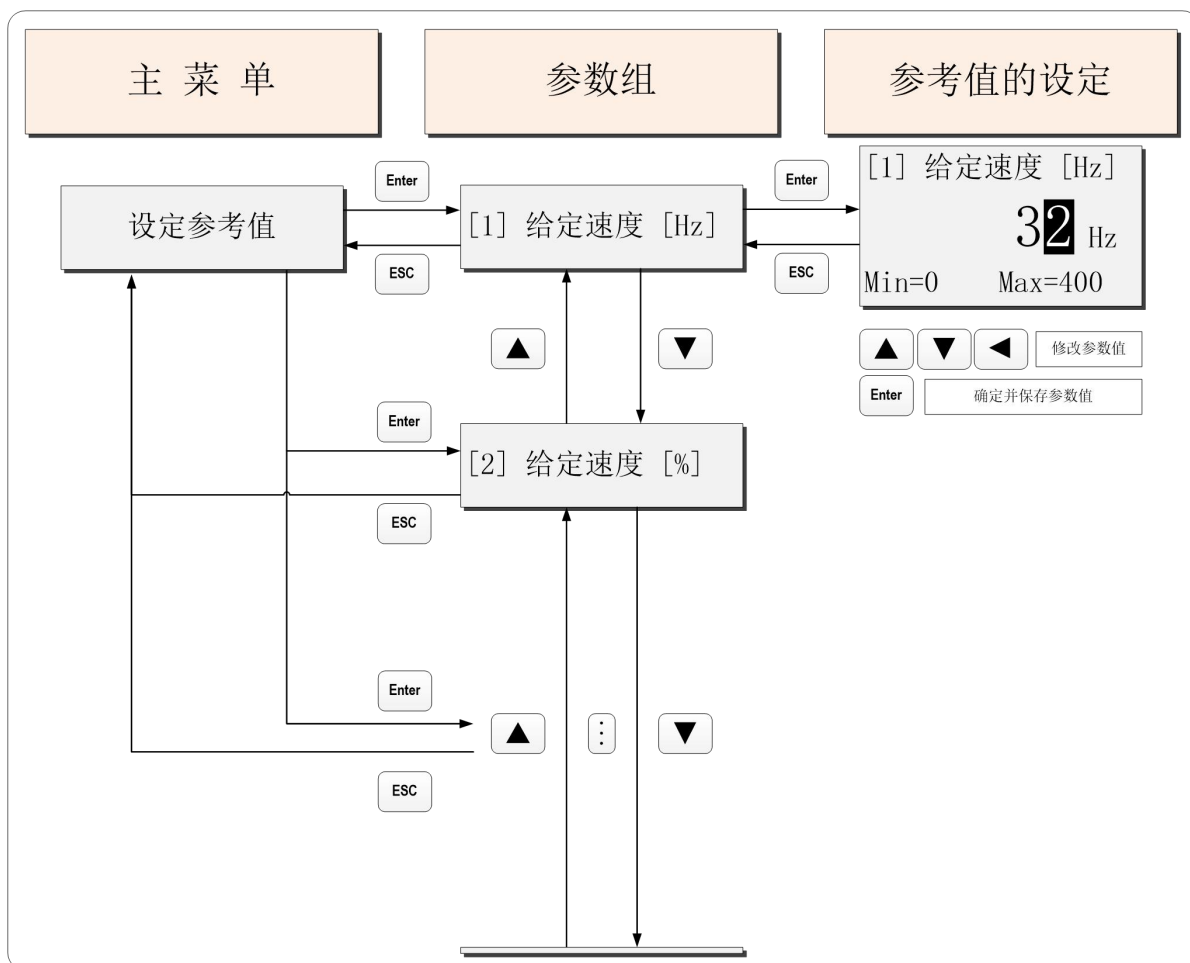 主 菜 单
参数组
参考值的设定
设定参考值
Enter
ESC
[1] 给定速度 [Hz]
Enter
ESC
[1] 给定速度 [Hz]
32 Hz
Min=0 Max=400
修改参数值
Enter 确定并保存参数值
Enter
ESC
[2] 给定速度 [%]
Enter
ESC